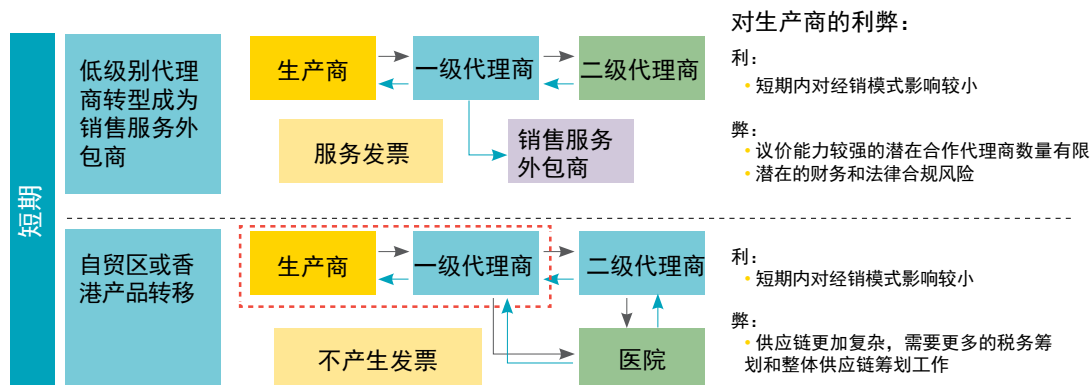 短期
低级别代理
商转型成为
销售服务外
包商
生产商
一级代理商
二级代理商
服务发票
销售服务
外包商
对生产商的利弊：
利：
• 短期内对经销模式影响较小
弊：
• 议价能力较强的潜在合作代理商数量有限
• 潜在的财务和法律合规风险
自贸区或香
港产品转移
生产商
一级代理商
二级代理商
不产生发票
医院
利：
• 短期内对经销模式影响较小
弊：
• 供应链更加复杂，需要更多的税务筹
划和整体供应链筹划工作